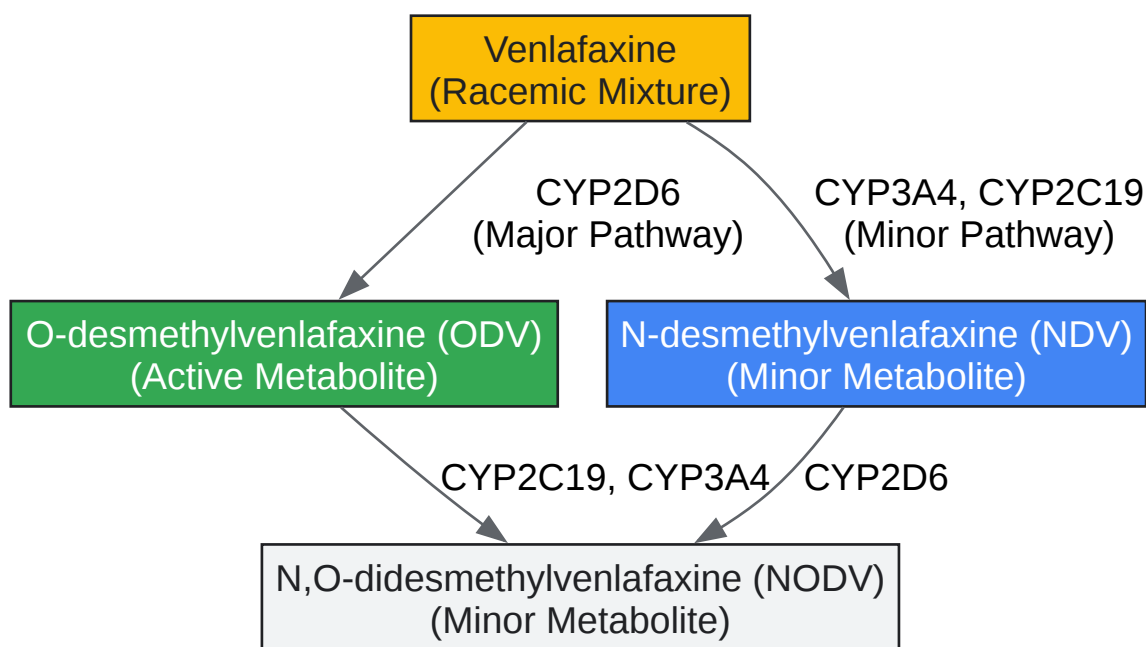 Venlafaxine
(Racemic Mixture)
CYP2D6
(Major Pathway)
CYP3A4, CYP2C19
(Minor Pathway)
O-desmethylvenlafaxine (ODV)
(Active Metabolite)
N-desmethylvenlafaxine (NDV)
(Minor Metabolite)
CYP2C19, CYP3A4
CYP2D6
N,O-didesmethylvenlafaxine (NODV)
(Minor Metabolite)